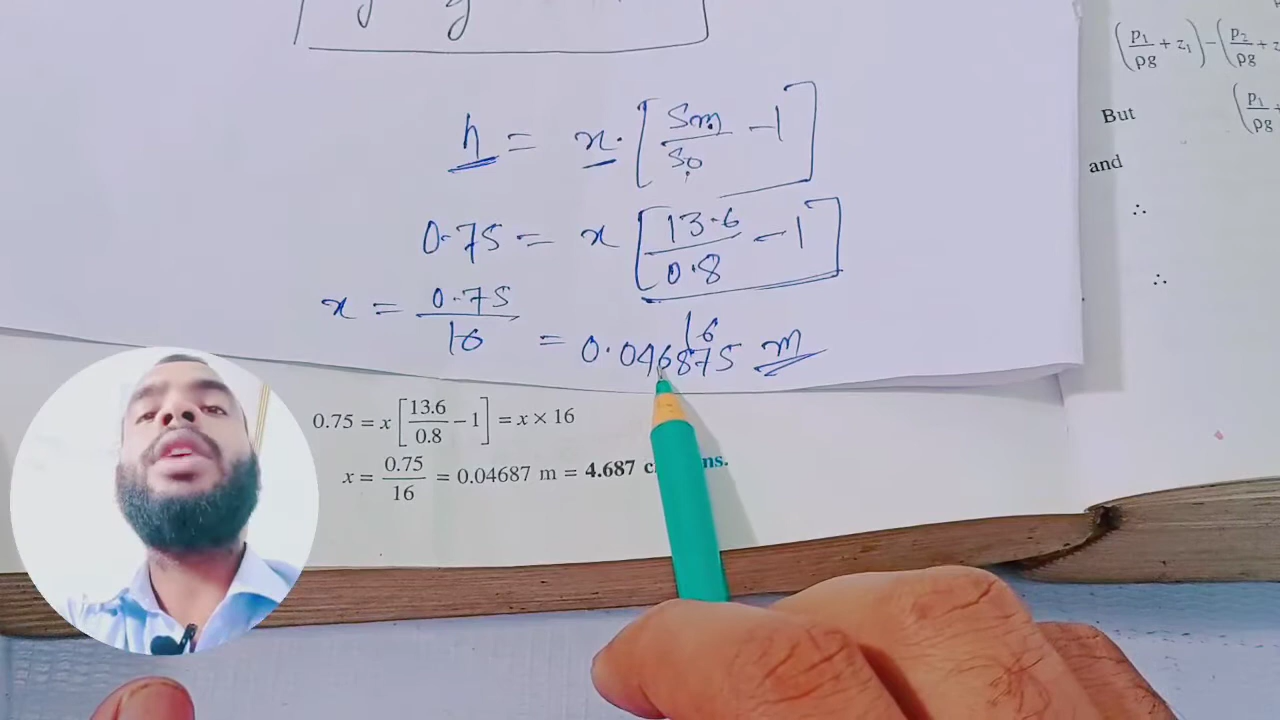 h = x. [ Sm / So - 1 ]
0.75 = x [ 13.6 / 0.8 - 1 ]
16
x = 0.75 / 16 = 0.046875 m
0.75 = x [ 13.6 / 0.8 − 1 ] = x × 16
x = 0.75 / 16 = 0.04687 m = 4.687 c ns.
( p1 / ρg + z1 ) − ( p2 / ρg + z
But ( p1 / ρg +
and
∴
∴